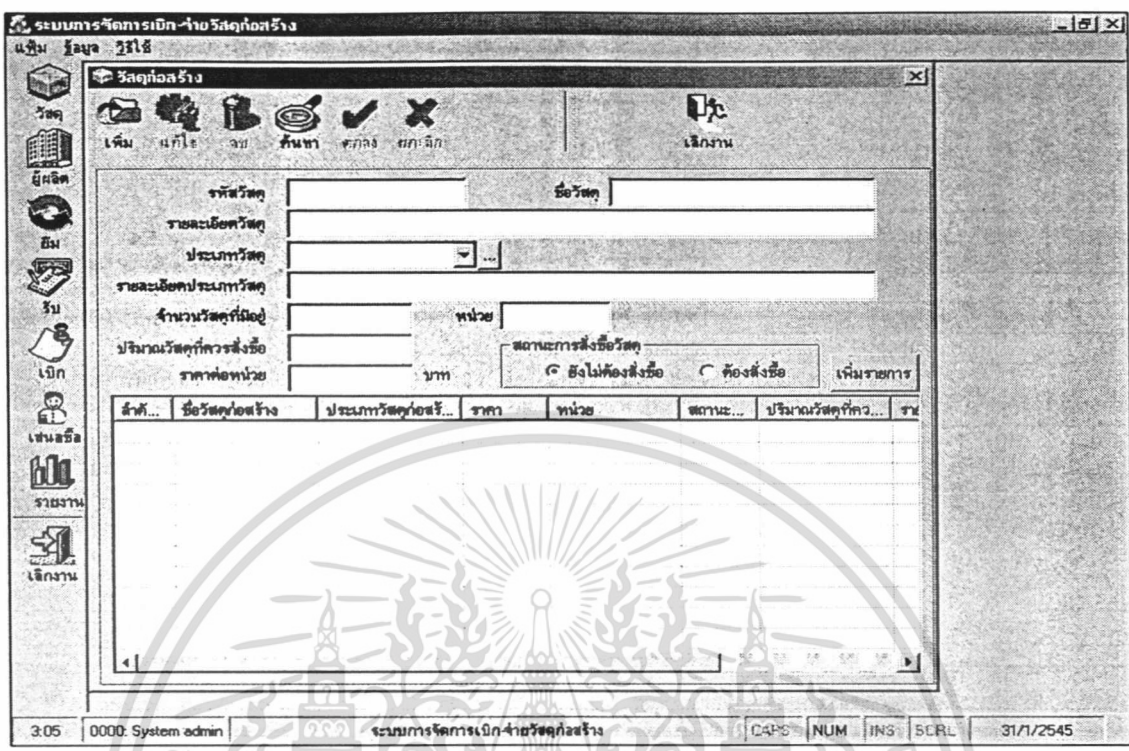 ระบบการจัดการเบิก-จ่ายวัสดุก่อสร้าง
แฟ้ม ข้อมูล วิธีใช้
วัสดุ
ผู้ผลิต
ยืม
รับ
เบิก
เสนอซื้อ
รายงาน
เลิกงาน
วัสดุก่อสร้าง
เพิ่ม แก้ไข ลบ ค้นหา ตกลง ยกเลิก เลิกงาน
รหัสวัสดุ ชื่อวัสดุ
รายละเอียดวัสดุ
ประเภทวัสดุ ...
รายละเอียดประเภทวัสดุ
จำนวนวัสดุที่มีอยู่ หน่วย
ปริมาณวัสดุที่ควรสั่งซื้อ สถานะการสั่งซื้อวัสดุ
ราคาต่อหน่วย บาท ยังไม่ต้องสั่งซื้อ ต้องสั่งซื้อ เพิ่มรายการ
ลำดั... ชื่อวัสดุก่อสร้าง ประเภทวัสดุก่อสร้... ราคา หน่วย สถานะ... ปริมาณวัสดุที่คว... ราย
3:05 0000: System admin ระบบการจัดการเบิก-จ่ายวัสดุก่อสร้าง CAPS NUM INS SCRL 31/1/2545